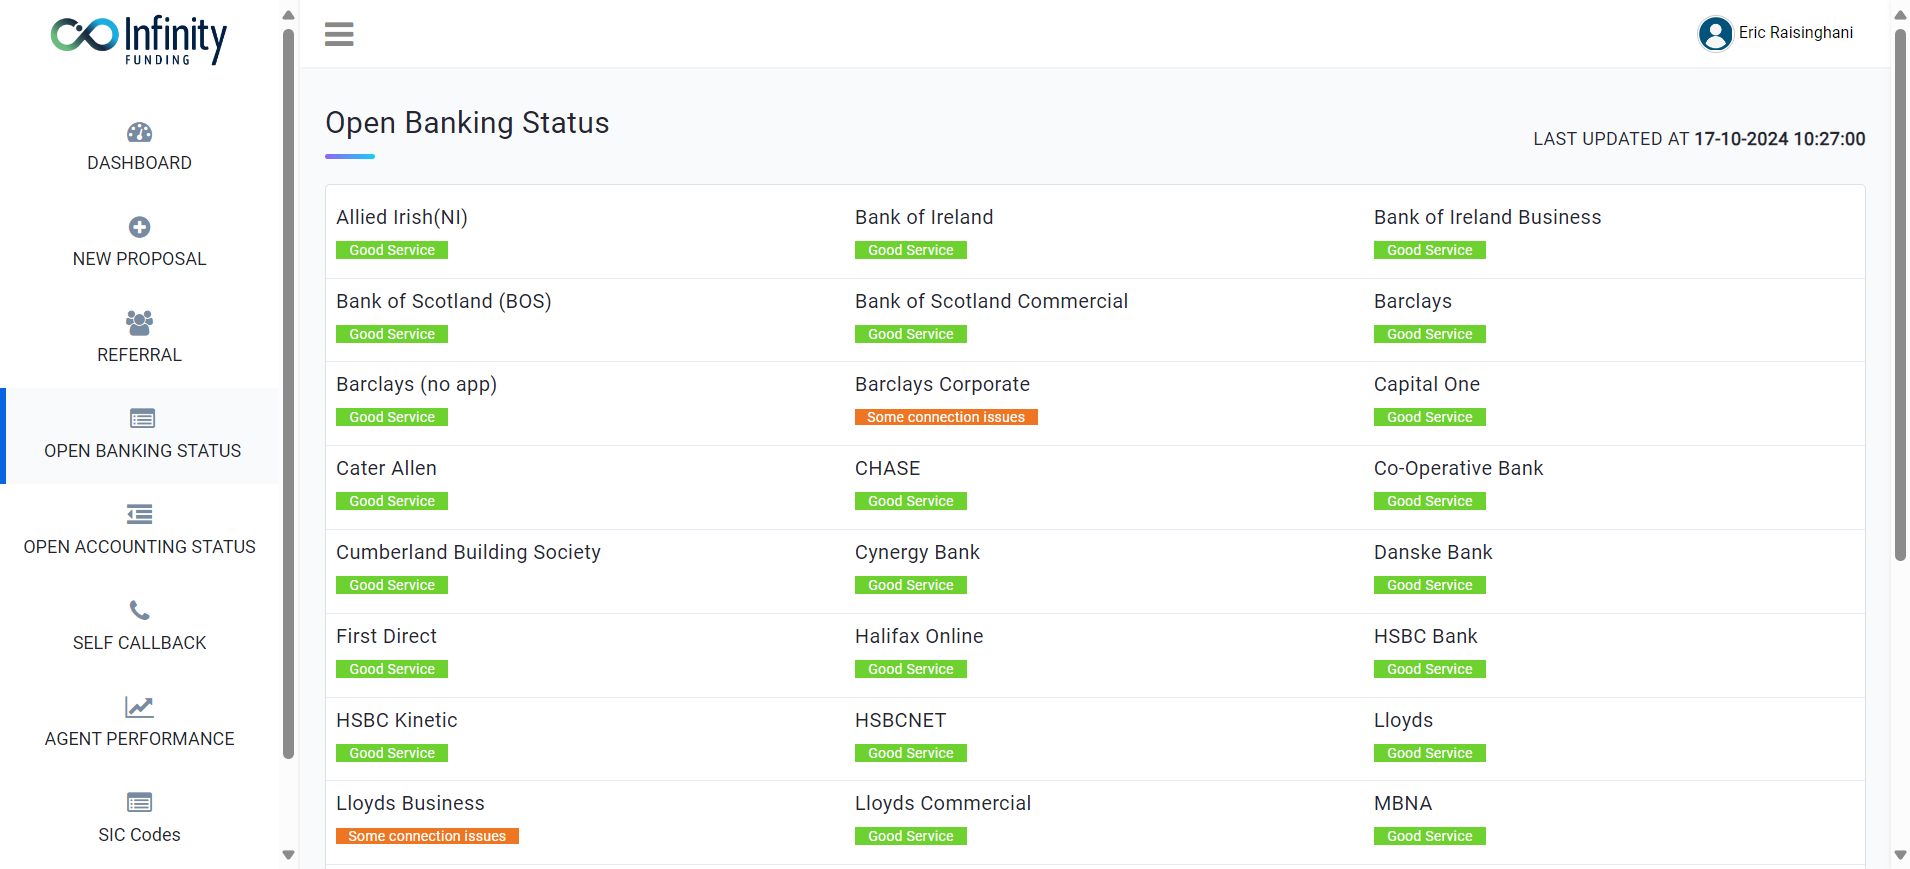 Infinity
FUNDING
Eric Raisinghani
DASHBOARD
NEW PROPOSAL
REFERRAL
OPEN BANKING STATUS
OPEN ACCOUNTING STATUS
SELF CALLBACK
AGENT PERFORMANCE
SIC Codes
Open Banking Status
LAST UPDATED AT 17-10-2024 10:27:00
Allied Irish(NI)
Good Service
Bank of Ireland
Good Service
Bank of Ireland Business
Good Service
Bank of Scotland (BOS)
Good Service
Bank of Scotland Commercial
Good Service
Barclays
Good Service
Barclays (no app)
Good Service
Barclays Corporate
Some connection issues
Capital One
Good Service
Cater Allen
Good Service
CHASE
Good Service
Co-Operative Bank
Good Service
Cumberland Building Society
Good Service
Cynergy Bank
Good Service
Danske Bank
Good Service
First Direct
Good Service
Halifax Online
Good Service
HSBC Bank
Good Service
HSBC Kinetic
Good Service
HSBCNET
Good Service
Lloyds
Good Service
Lloyds Business
Some connection issues
Lloyds Commercial
Good Service
MBNA
Good Service